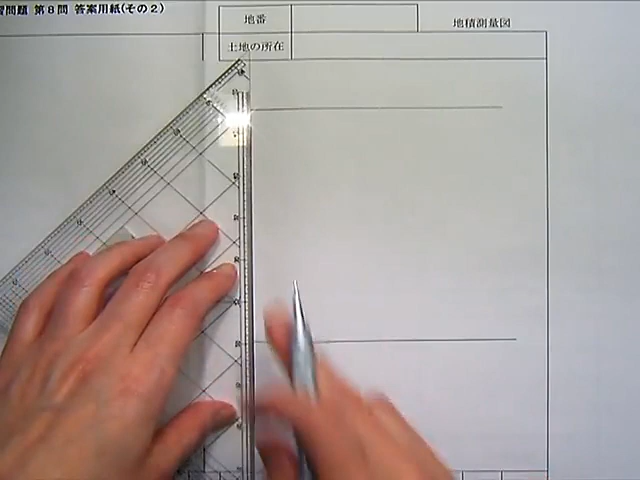 習問題 第8問 答案用紙(その2)
地番
地積測量図
土地の所在